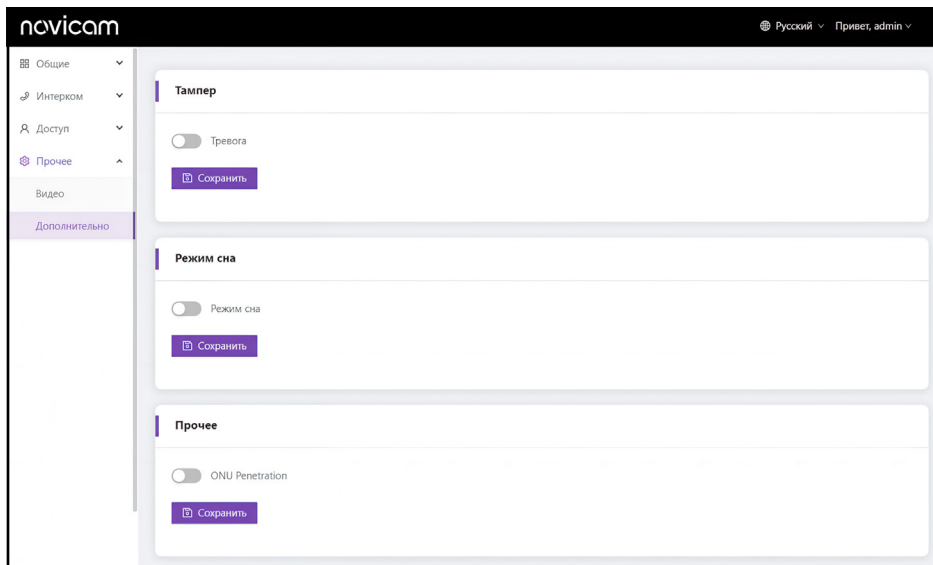 novicam
Русский
Привет, admin
Общие
Интерком
Доступ
Прочее
Видео
Дополнительно
Тампер
Тревога
Сохранить
Режим сна
Режим сна
Сохранить
Прочее
ONU Penetration
Сохранить